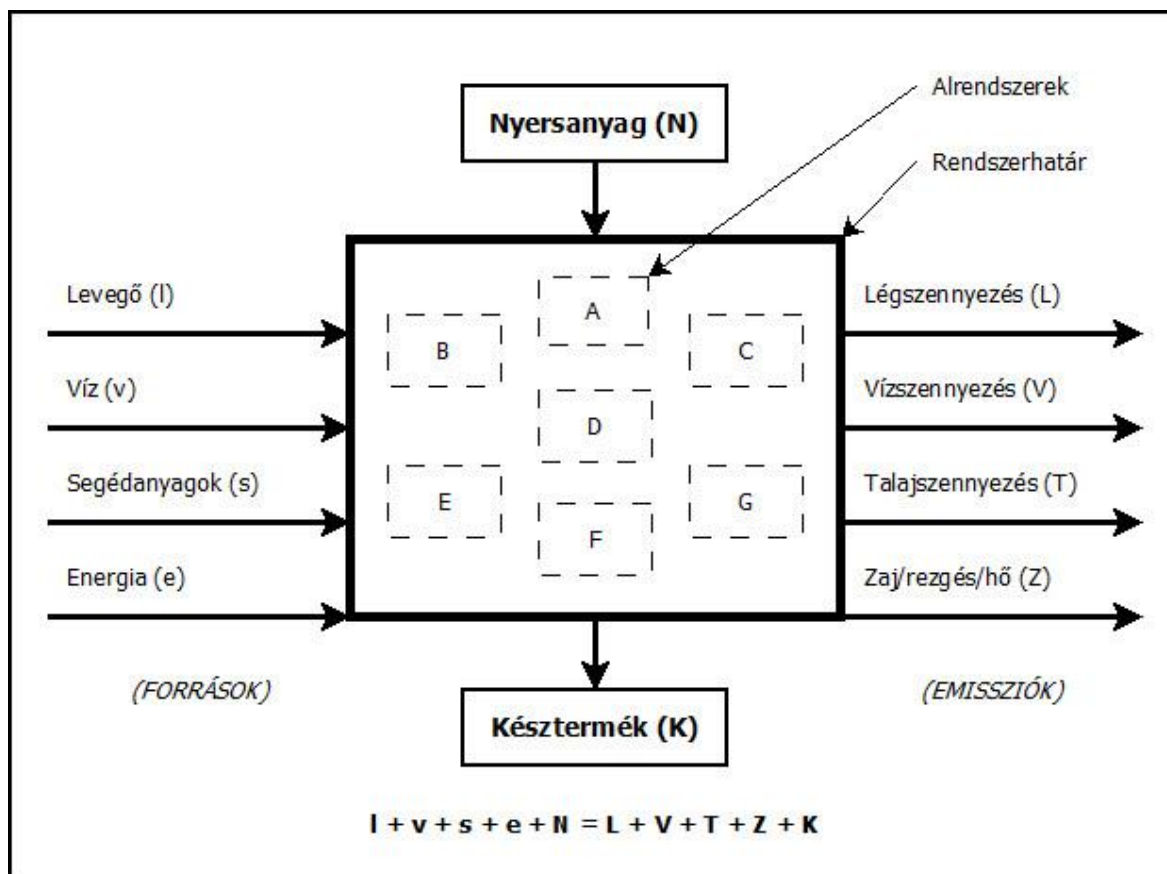 Alrendszerek
Nyersanyag (N)
Rendszerhatár
Levegő (l)
Légszennyezés (L)
A
B
C
Víz (v)
Vízszennyezés (V)
D
Segédanyagok (s)
Talajszennyezés (T)
E
G
F
Energia (e)
Zaj/rezgés/hő (Z)
(FORRÁSOK)
(EMISSZIÓK)
Késztermék (K)
l + v + s + e + N = L + V + T + Z + K